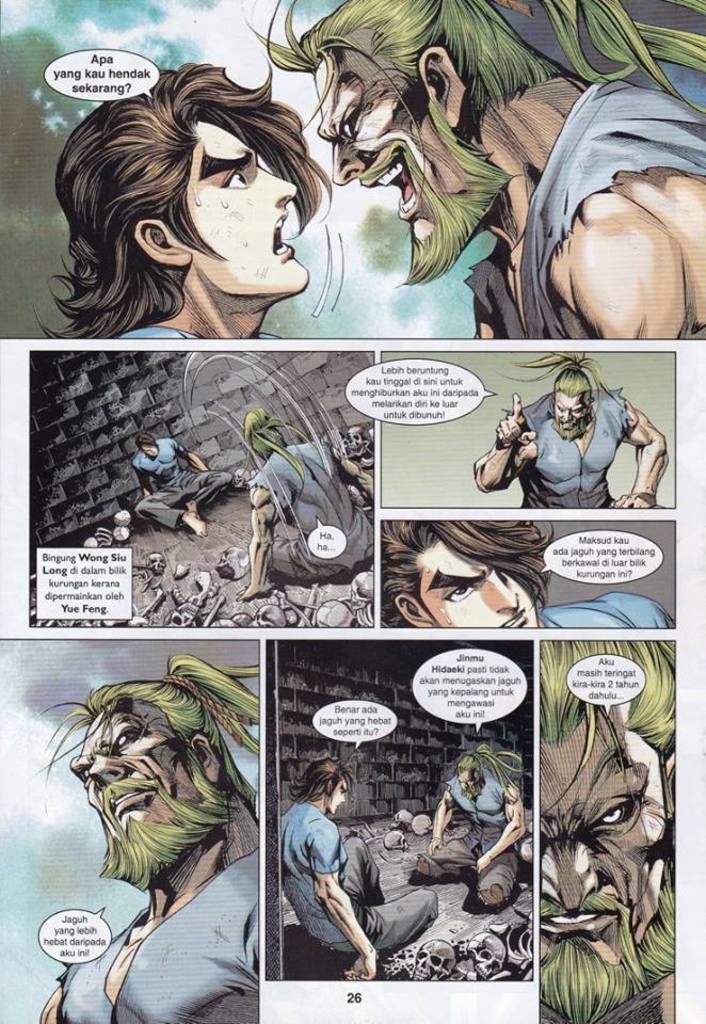 Apa
yang kau hendak
sekarang?
Bingung Wong Siu
Long di dalam bilik
kurungan kerana
dipermainkan oleh
Yue Feng.
Ha,
ha...
Lebih beruntung
kau tinggal di sini untuk
menghiburkan aku ini daripada
melarikan diri ke luar
untuk dibunuh!
Maksud kau
ada jaguh yang terbilang
berkawal di luar bilik
kurungan ini?
Jaguh
yang lebih
hebat daripada
aku ini!
Benar ada
jaguh yang hebat
seperti itu?
Jinmu
Hidaeki pasti tidak
akan menugaskan jaguh
yang kepalang untuk
mengawasi
aku ini!
Aku
masih teringat
kira-kira 2 tahun
dahulu...
26